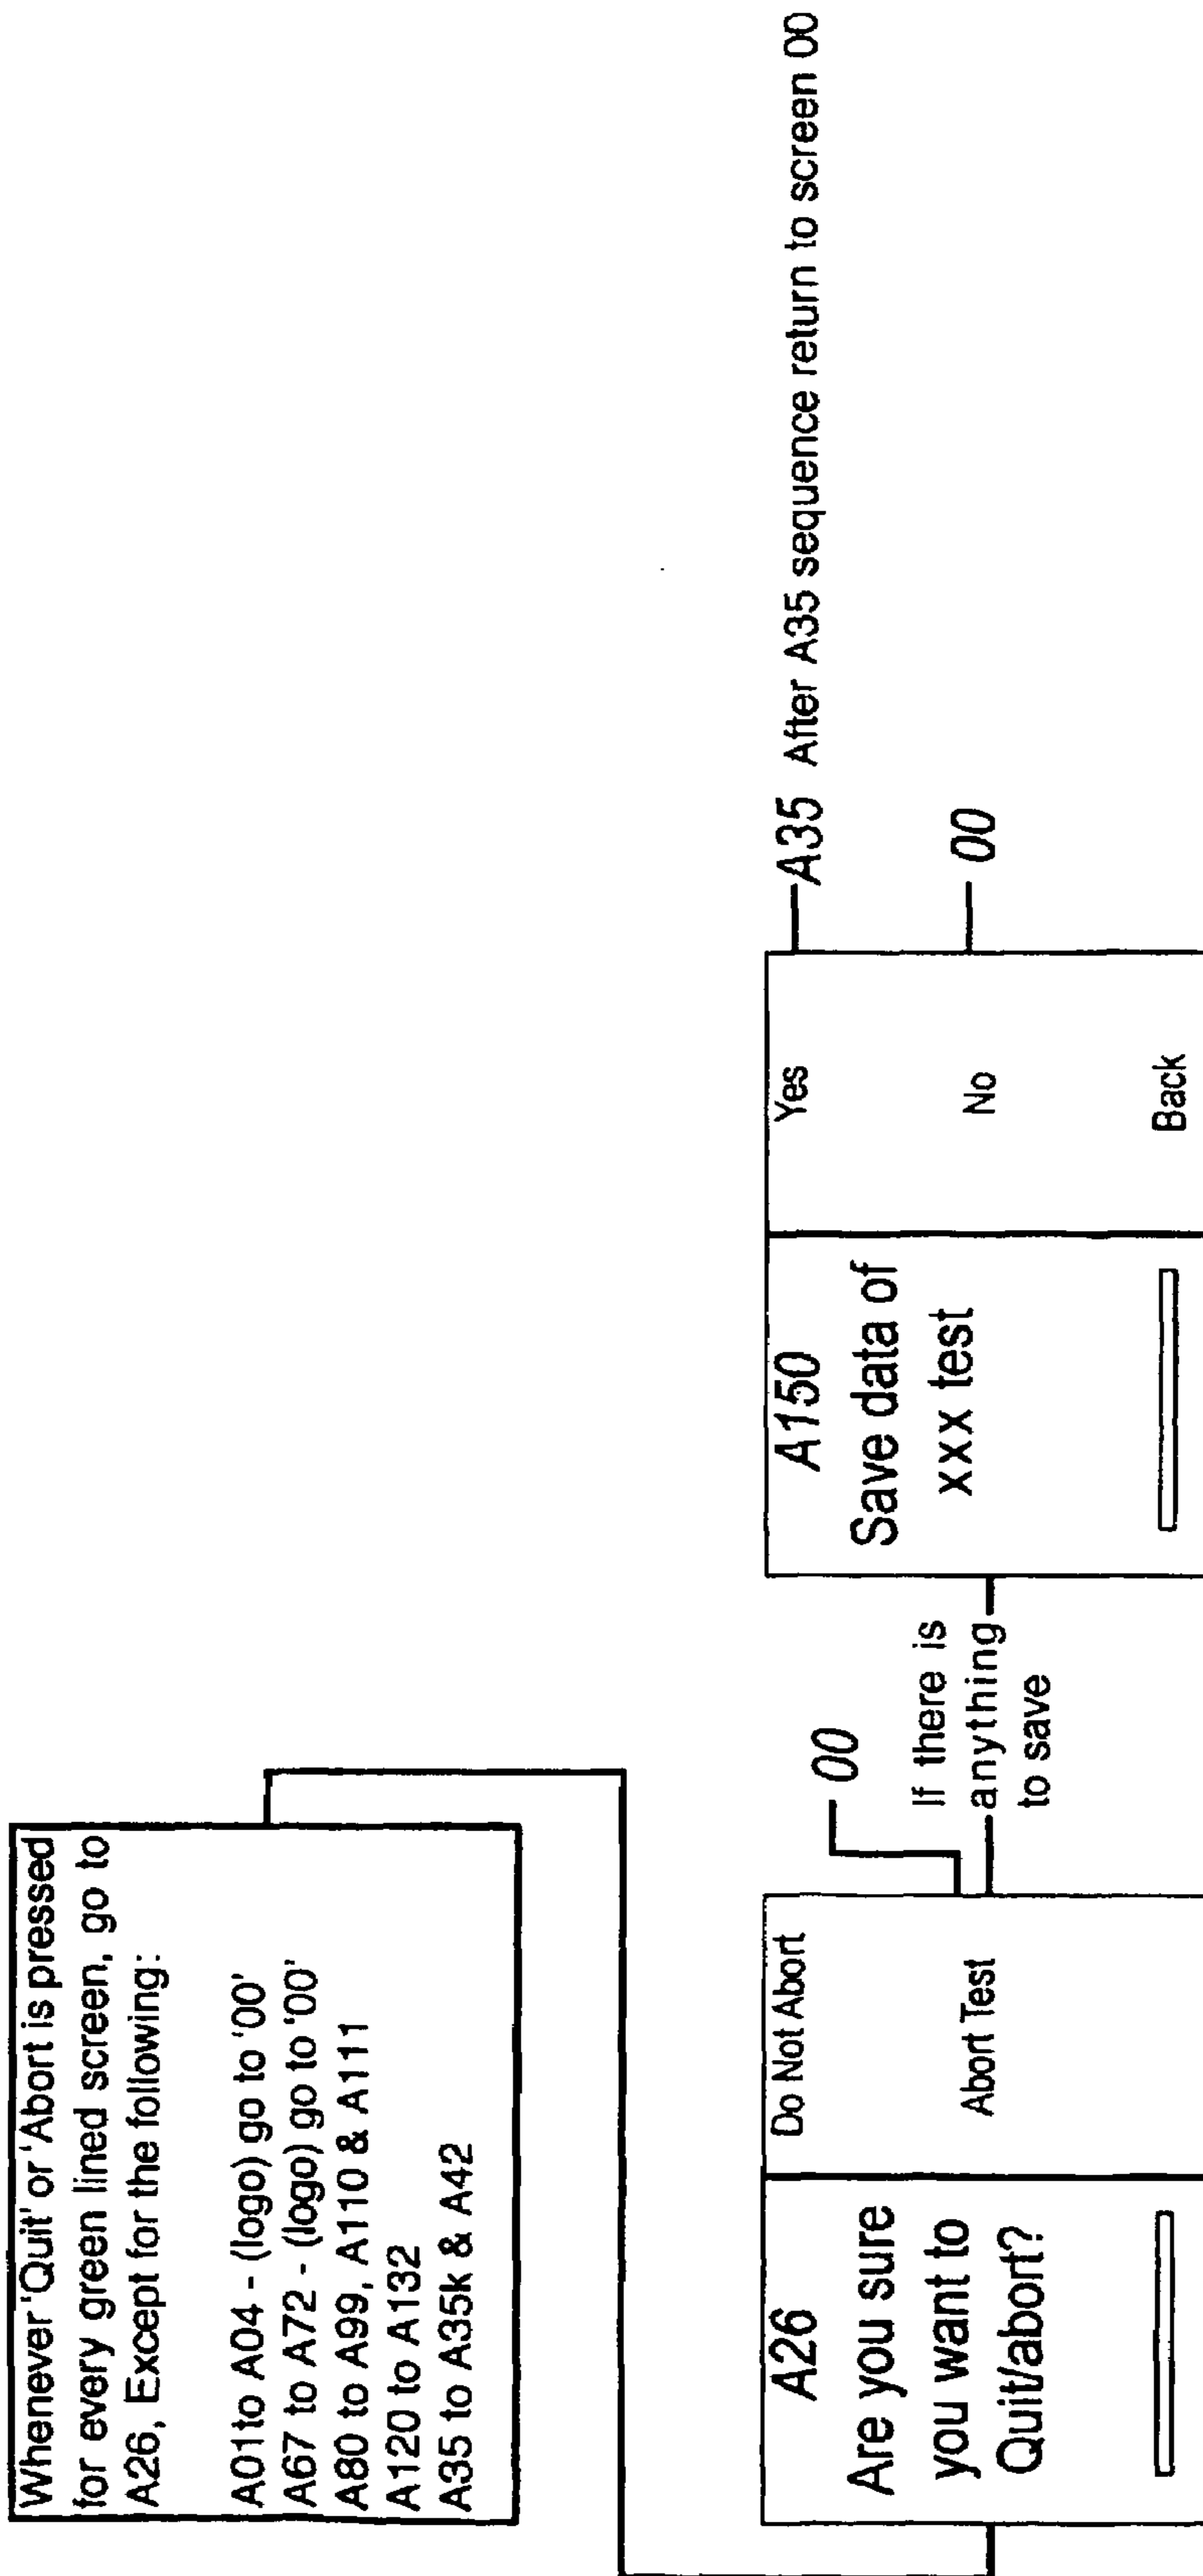 Whenever 'Quit' or 'Abort is pressed
for every green lined screen, go to
A26, Except for the following:
A01to A04 - (logo) go to '00'
A67 to A72 - (logo) go to '00'
A80 to A99, A110 & A111
A120 to A132
A35 to A35k & A42
A26
Are you sure
you want to
Quit/abort?
Do Not Abort
Abort Test
00
If there is
anything
to save
A150
Save data of
xxx test
Yes
No
Back
A35 After A35 sequence return to screen 00
00